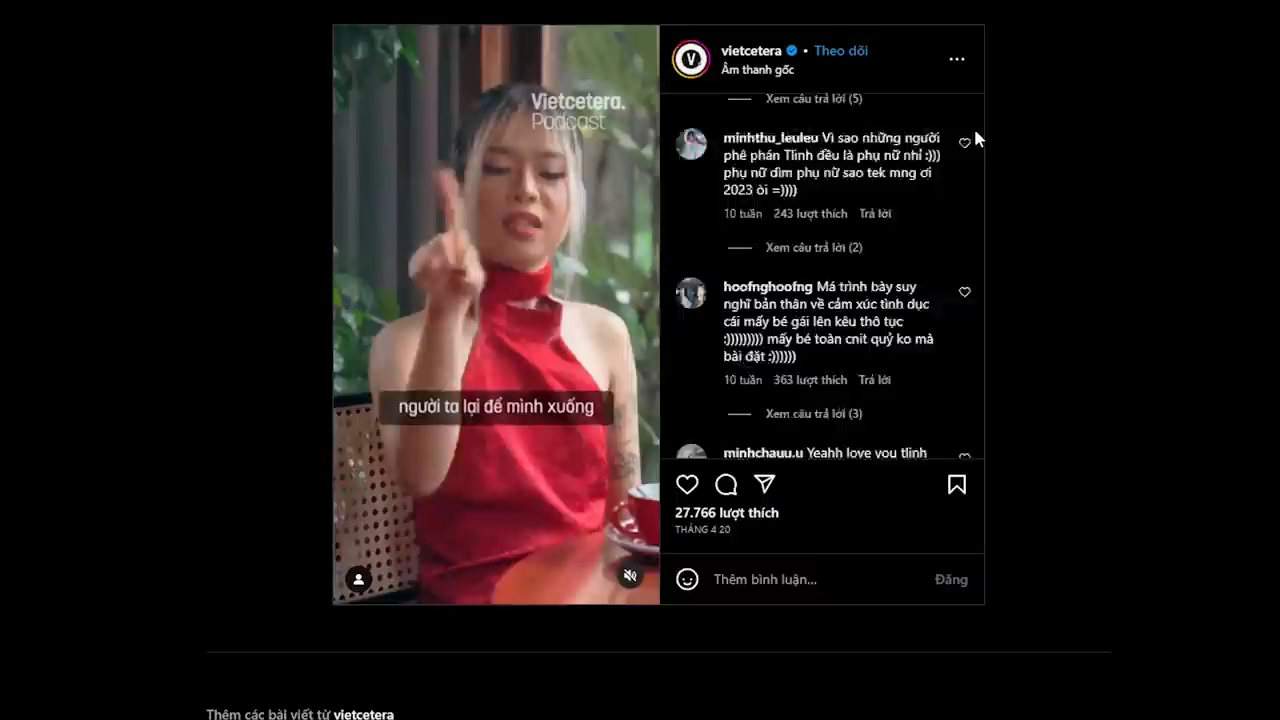 Vietcetera.
Podcast
người ta lại để mình xuống
V
vietcetera • Theo dõi
Âm thanh gốc
Xem câu trả lời (5)
minhthu_leuleu Vì sao những người
phê phán Tlinh đều là phụ nữ nhỉ :)))
phụ nữ dìm phụ nữ sao tek mng ơi
2023 òi =))))
10 tuần 243 lượt thích Trả lời
Xem câu trả lời (2)
hoofnghoofng Má trình bày suy
nghĩ bản thân về cảm xúc tình dục
cái mấy bé gái lên kêu thô tục
:))))))))) mấy bé toàn cnit quỷ ko mà
bài đặt :))))))
10 tuần 363 lượt thích Trả lời
Xem câu trả lời (3)
minhchauu.u Yeahh love you tlinh
27.766 lượt thích
THÁNG 4 20
Thêm bình luận...
Đăng
Thêm các bài viết từ vietcetera